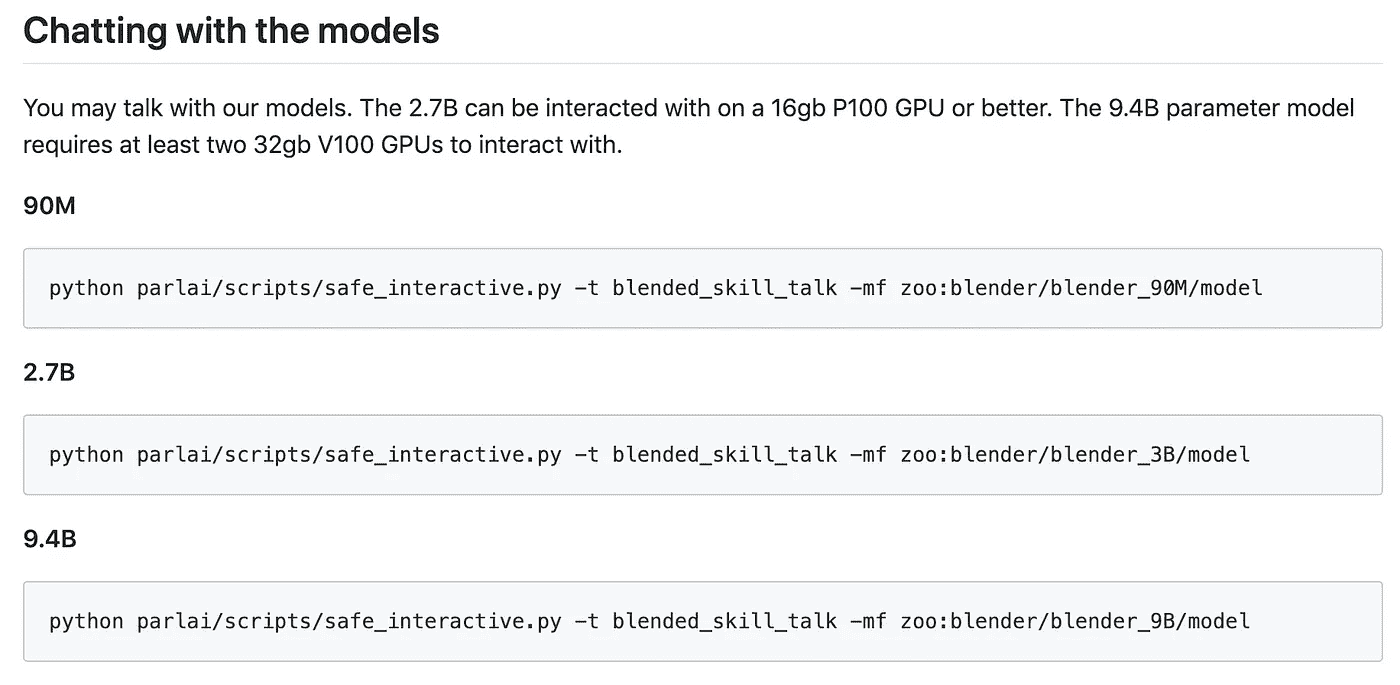 Chatting with the models
You may talk with our models. The 2.7B can be interacted with on a 16gb P100 GPU or better. The 9.4B parameter model
requires at least two 32gb V100 GPUs to interact with.
90M
python parlai/scripts/safe_interactive.py -t blended_skill_talk -mf zoo:blender/blender_90M/model
2.7B
python parlai/scripts/safe_interactive.py -t blended_skill_talk -mf zoo:blender/blender_3B/model
9.4B
python parlai/scripts/safe_interactive.py -t blended_skill_talk -mf zoo:blender/blender_9B/model